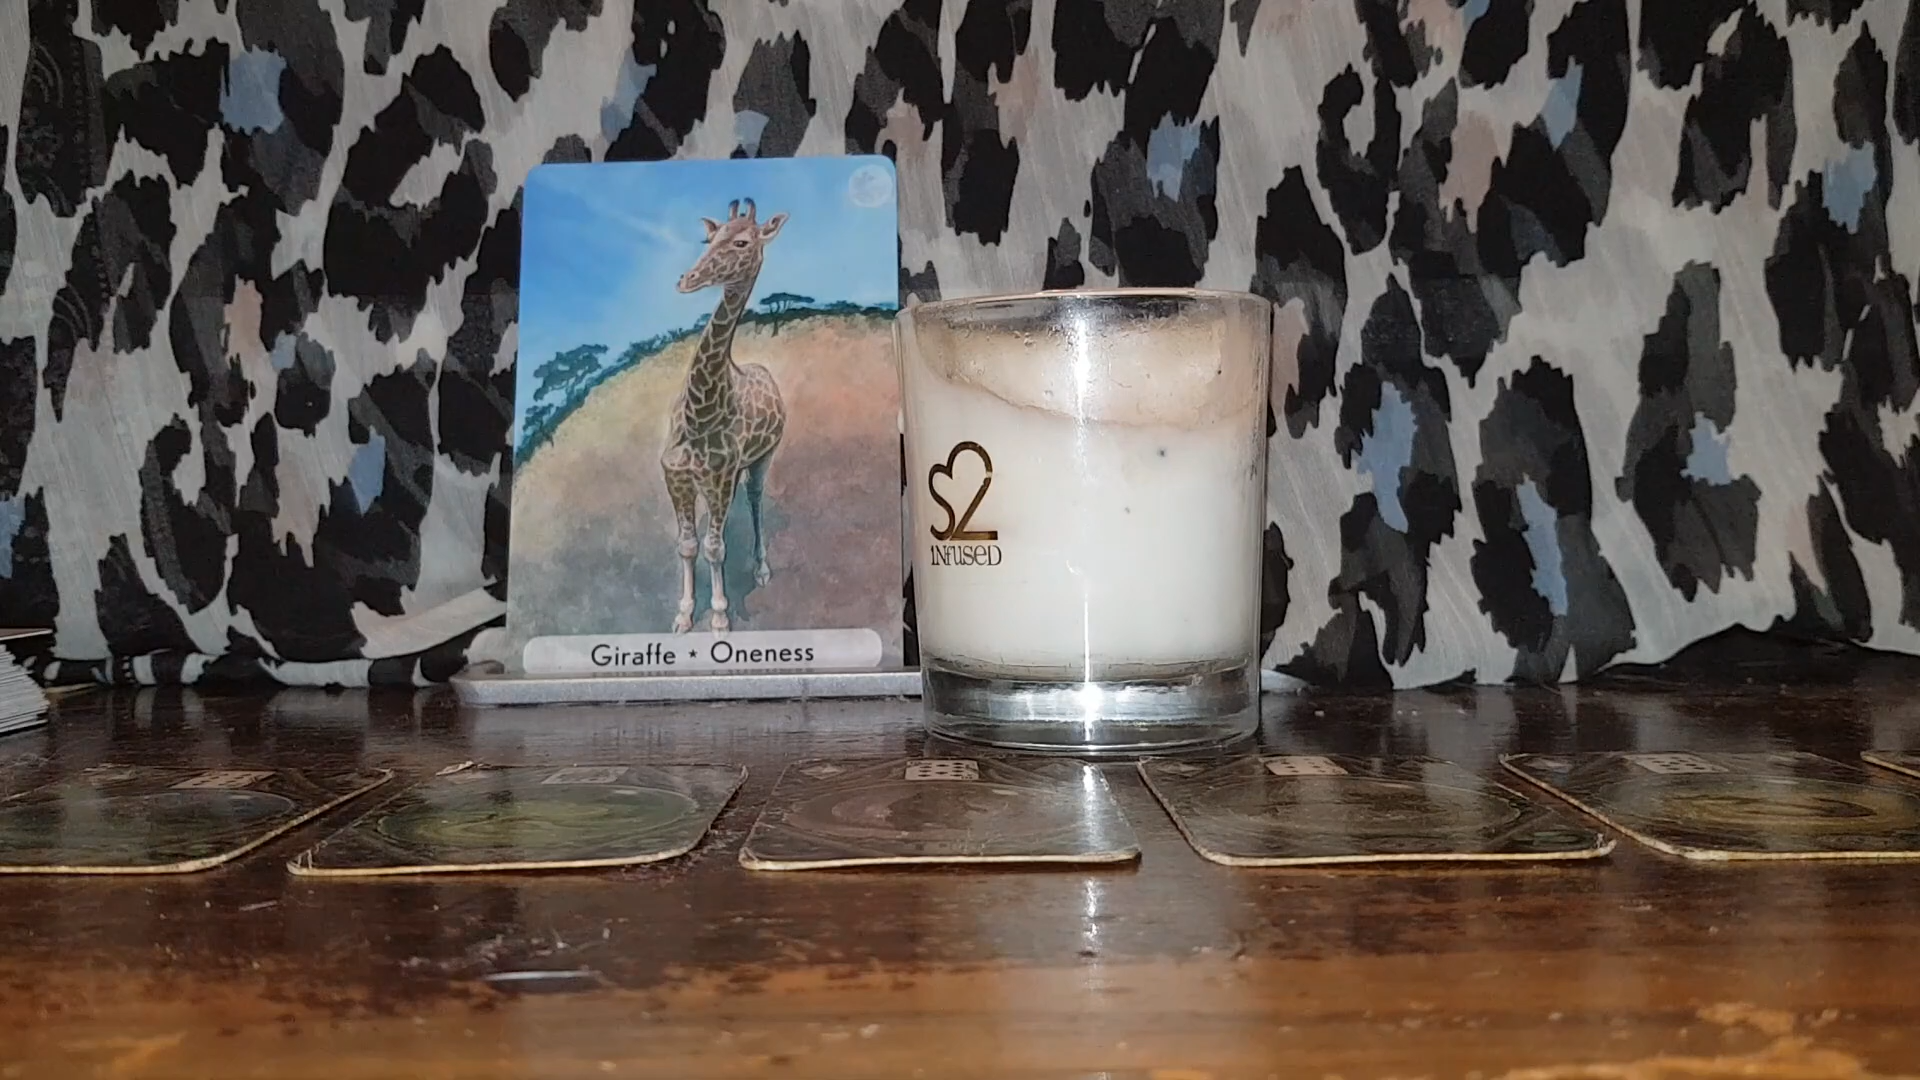 Giraffe ★ Oneness
S2
INfuseD